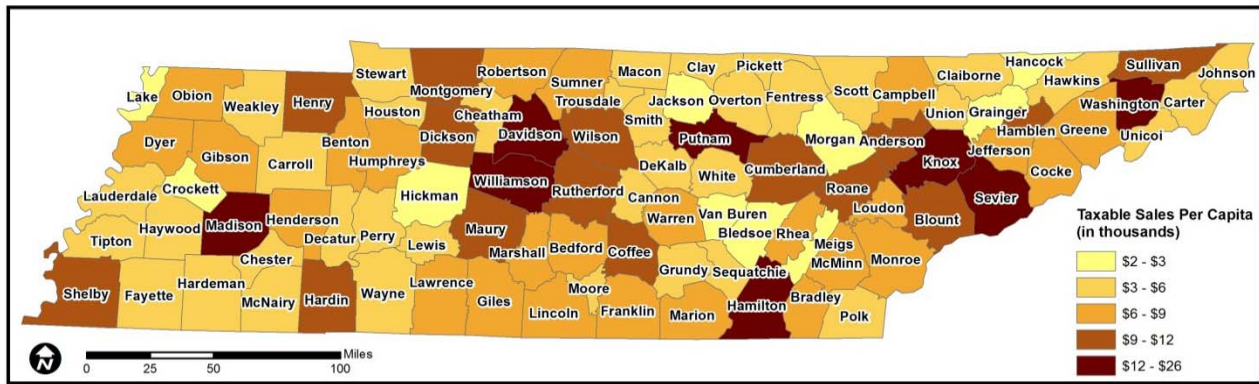 Stewart
Robertson
Sumner
Macon
Clay
Pickett
Hancock
Claiborne
Hawkins
Sullivan
Johnson
Lake
Obion
Weakley
Henry
Montgomery
Houston
Cheatham
Trousdale
Smith
Jackson
Overton
Fentress
Scott
Campbell
Union
Grainger
Washington
Carter
Benton
Dickson
Davidson
Wilson
Putnam
Morgan
Anderson
Hamblen
Greene
Unicoi
Dyer
Gibson
Carroll
Humphreys
DeKalb
White
Cumberland
Knox
Jefferson
Cocke
Lauderdale
Crockett
Hickman
Williamson
Rutherford
Cannon
Roane
Sevier
Madison
Henderson
Warren
Van Buren
Loudon
Blount
Haywood
Decatur
Perry
Lewis
Maury
Bledsoe
Rhea
Tipton
Marshall
Bedford
Coffee
Meigs
McMinn
Monroe
Chester
Grundy
Sequatchie
Shelby
Fayette
Hardeman
McNairy
Hardin
Wayne
Lawrence
Giles
Lincoln
Moore
Franklin
Marion
Hamilton
Bradley
Polk
Taxable Sales Per Capita
(in thousands)
$2 - $3
$3 - $6
$6 - $9
$9 - $12
$12 - $26
N
Miles
0 25 50 100